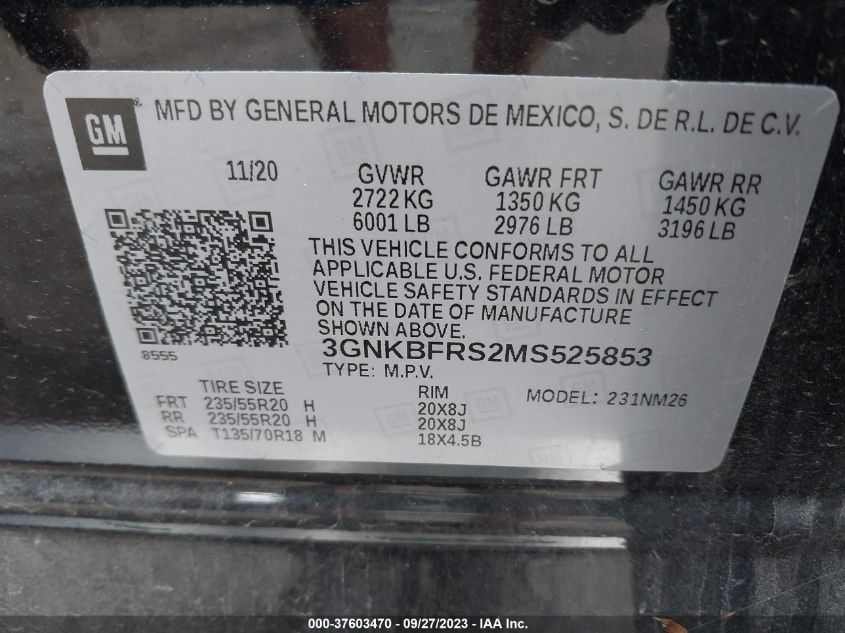 GM ®
MFD BY GENERAL MOTORS DE MEXICO, S. DE R.L. DE C.V.
11/20 GVWR GAWR FRT GAWR RR
2722 KG 1350 KG 1450 KG
6001 LB 2976 LB 3196 LB
THIS VEHICLE CONFORMS TO ALL
APPLICABLE U.S. FEDERAL MOTOR
VEHICLE SAFETY STANDARDS IN EFFECT
ON THE DATE OF MANUFACTURE
SHOWN ABOVE.
8555
3GNKBFRS2MS525853
TYPE: M.P.V.
TIRE SIZE RIM MODEL: 231NM26
FRT 235/55R20 H 20X8J
RR 235/55R20 H 20X8J
SPA T135/70R18 M 18X4.5B
000-37603470 - 09/27/2023 - IAA Inc.